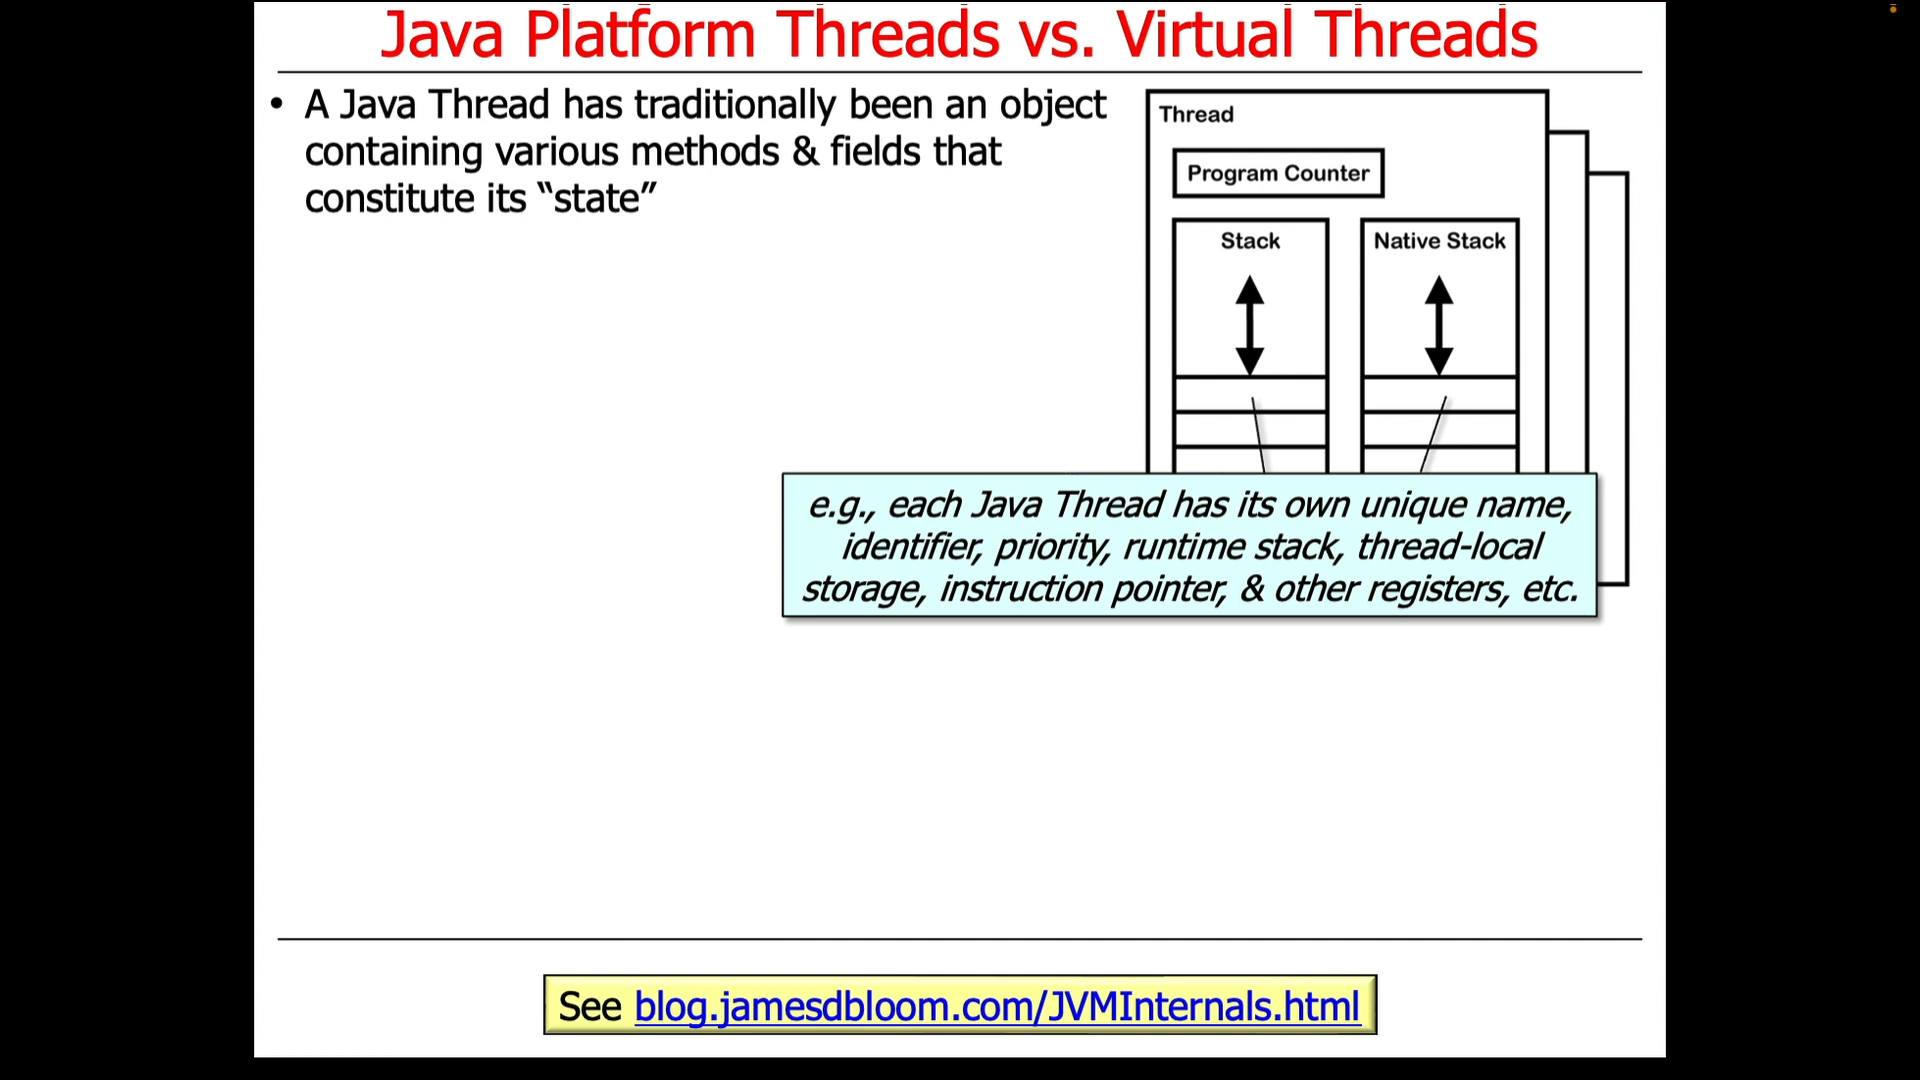 Java Platform Threads vs. Virtual Threads
• A Java Thread has traditionally been an object
containing various methods & fields that
constitute its “state”
Thread
Program Counter
Stack
Native Stack
e.g., each Java Thread has its own unique name,
identifier, priority, runtime stack, thread-local
storage, instruction pointer, & other registers, etc.
See blog.jamesdbloom.com/JVMInternals.html